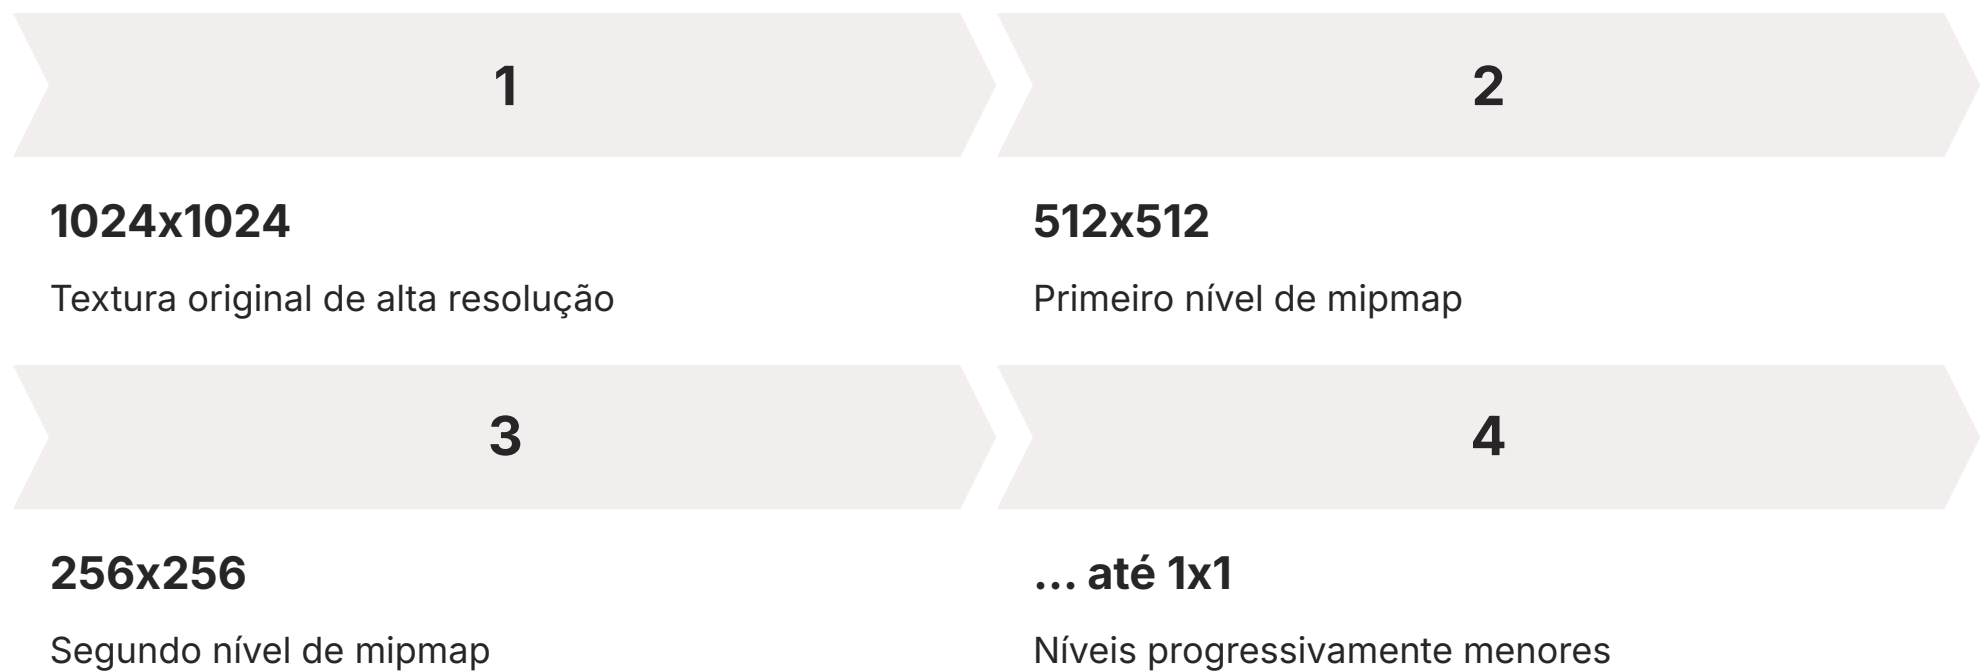 1
2
1024x1024
512x512
Textura original de alta resolução
Primeiro nível de mipmap
3
4
256x256
... até 1x1
Segundo nível de mipmap
Níveis progressivamente menores